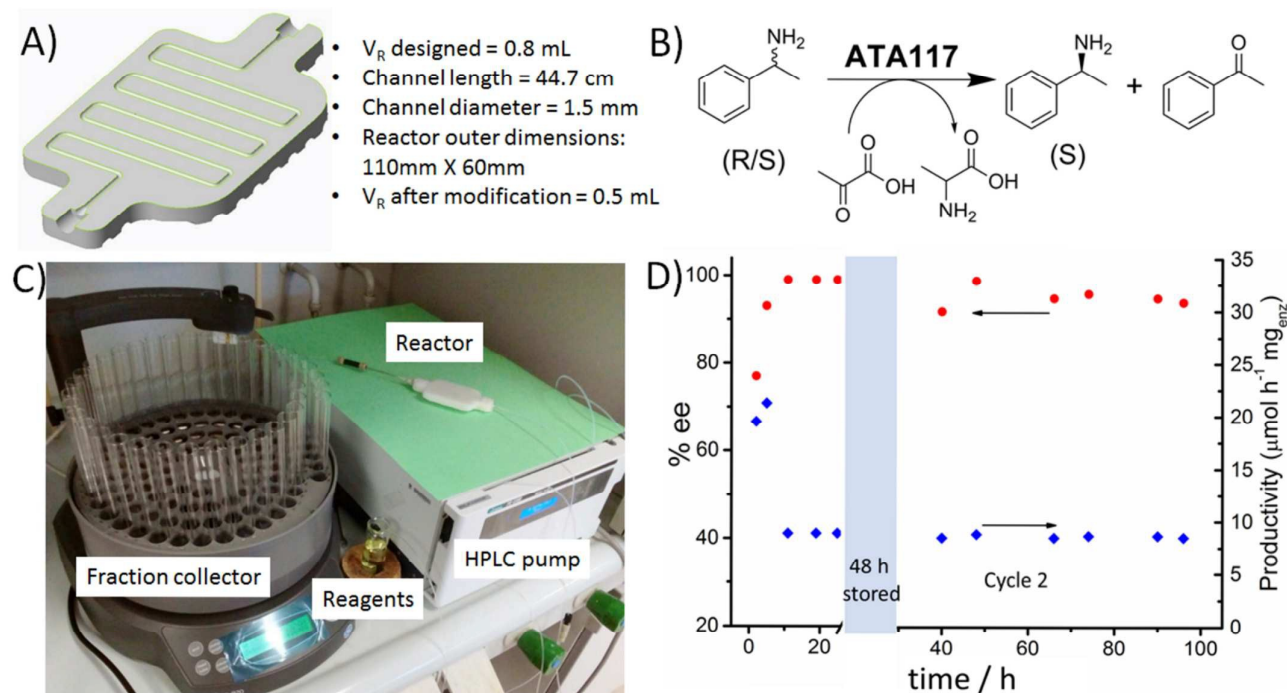 A)
• V_R designed = 0.8 mL
• Channel length = 44.7 cm
• Channel diameter = 1.5 mm
• Reactor outer dimensions:
110mm X 60mm
• V_R after modification = 0.5 mL
B)
NH₂
ATA117
NH₂
O
+
(R/S)
(S)
O
OH
O
O
OH
NH₂
C)
Reactor
HPLC pump
Fraction collector
Reagents
D)
100
80
60
40
20
% ee
35
30
25
20
15
10
5
0
Productivity (μmol h⁻¹ mg_enz)
48 h
stored
Cycle 2
0
20
40
60
80
100
time / h